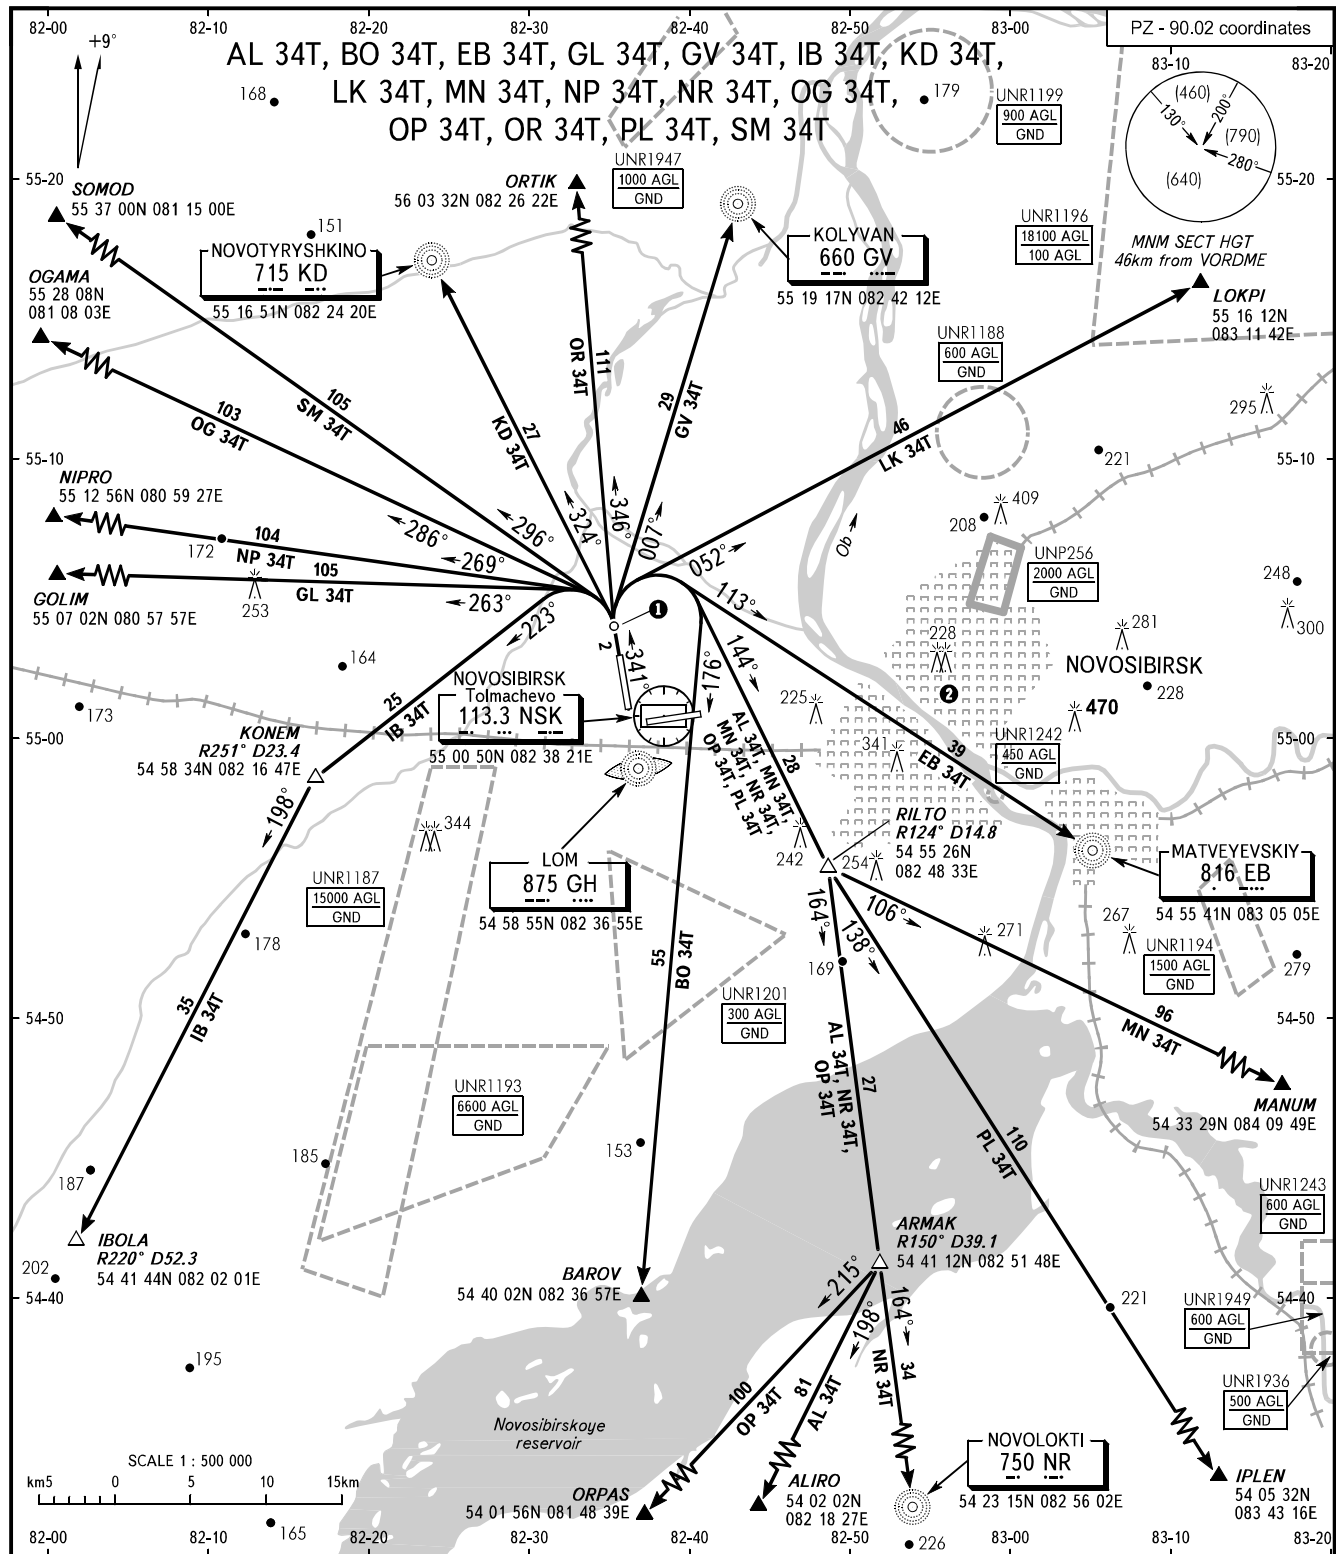 82-00
82-10
82-20
82-30
82-40
82-50
83-00
83-10
83-20
PZ - 90.02 coordinates
+9°
AL 34T, BO 34T, EB 34T, GL 34T, GV 34T, IB 34T, KD 34T,
LK 34T, MN 34T, NP 34T, NR 34T, OG 34T,
OP 34T, OR 34T, PL 34T, SM 34T
168
179
UNR1199
900 AGL
GND
(460)
130°
200°
(790)
280°
(640)
MNM SECT HGT
46km from VORDME
55-20
55-20
SOMOD
55 37 00N 081 15 00E
ORTIK
56 03 32N 082 26 22E
UNR1947
1000 AGL
GND
151
NOVOTYRYSHKINO
715 KD
55 16 51N 082 24 20E
KOLYVAN
660 GV
55 19 17N 082 42 12E
UNR1196
18100 AGL
100 AGL
OGAMA
55 28 08N
081 08 03E
LOKPI
55 16 12N
083 11 42E
UNR1188
600 AGL
GND
295
103
OG 34T
105
SM 34T
27
KD 34T
111
OR 34T
29
GV 34T
46
LK 34T
55-10
55-10
221
NIPRO
55 12 56N 080 59 27E
409
208
Ob
172
104
NP 34T
105
GL 34T
253
GOLIM
55 07 02N 080 57 57E
286°
296°
324°
346°
007°
052°
269°
263°
223°
113°
UNP256
2000 AGL
GND
248
300
281
228
NOVOSIBIRSK
228
2
470
1
2
341°
176°
144°
164
173
25
IB 34T
NOVOSIBIRSK
Tolmachevo
113.3 NSK
55 00 50N 082 38 21E
225
341
55-00
55-00
KONEM
R251° D23.4
54 58 34N 082 16 47E
AL 34T, MN 34T,
MN 34T, NR 34T,
OP 34T, PL 34T
28
39
EB 34T
UNR1242
450 AGL
GND
198°
344
LOM
875 GH
54 58 55N 082 36 55E
RILTO
R124° D14.8
54 55 26N
082 48 33E
242
254
MATVEYEVSKIY
816 EB
54 55 41N 083 05 05E
UNR1187
15000 AGL
GND
178
164°
138°
106°
169
271
267
UNR1194
1500 AGL
GND
279
35
IB 34T
55
BO 34T
UNR1201
300 AGL
GND
54-50
54-50
96
MN 34T
27
AL 34T, NR 34T,
OP 34T
UNR1193
6600 AGL
GND
MANUM
54 33 29N 084 09 49E
110
PL 34T
153
185
187
UNR1243
600 AGL
GND
IBOLA
R220° D52.3
54 41 44N 082 02 01E
202
ARMAK
R150° D39.1
54 41 12N 082 51 48E
BAROV
54 40 02N 082 36 57E
54-40
54-40
215°
198°
164°
221
UNR1949
600 AGL
GND
195
34
NR 34T
100
OP 34T
81
AL 34T
UNR1936
500 AGL
GND
Novosibirskoye
reservoir
NOVOLOKTI
750 NR
54 23 15N 082 56 02E
SCALE 1 : 500 000
km5
0
5
10
15km
ORPAS
54 01 56N 081 48 39E
ALIRO
54 02 02N
082 18 27E
IPLEN
54 05 32N
083 43 16E
165
226
82-00
82-10
82-20
82-30
82-40
82-50
83-00
83-10
83-20